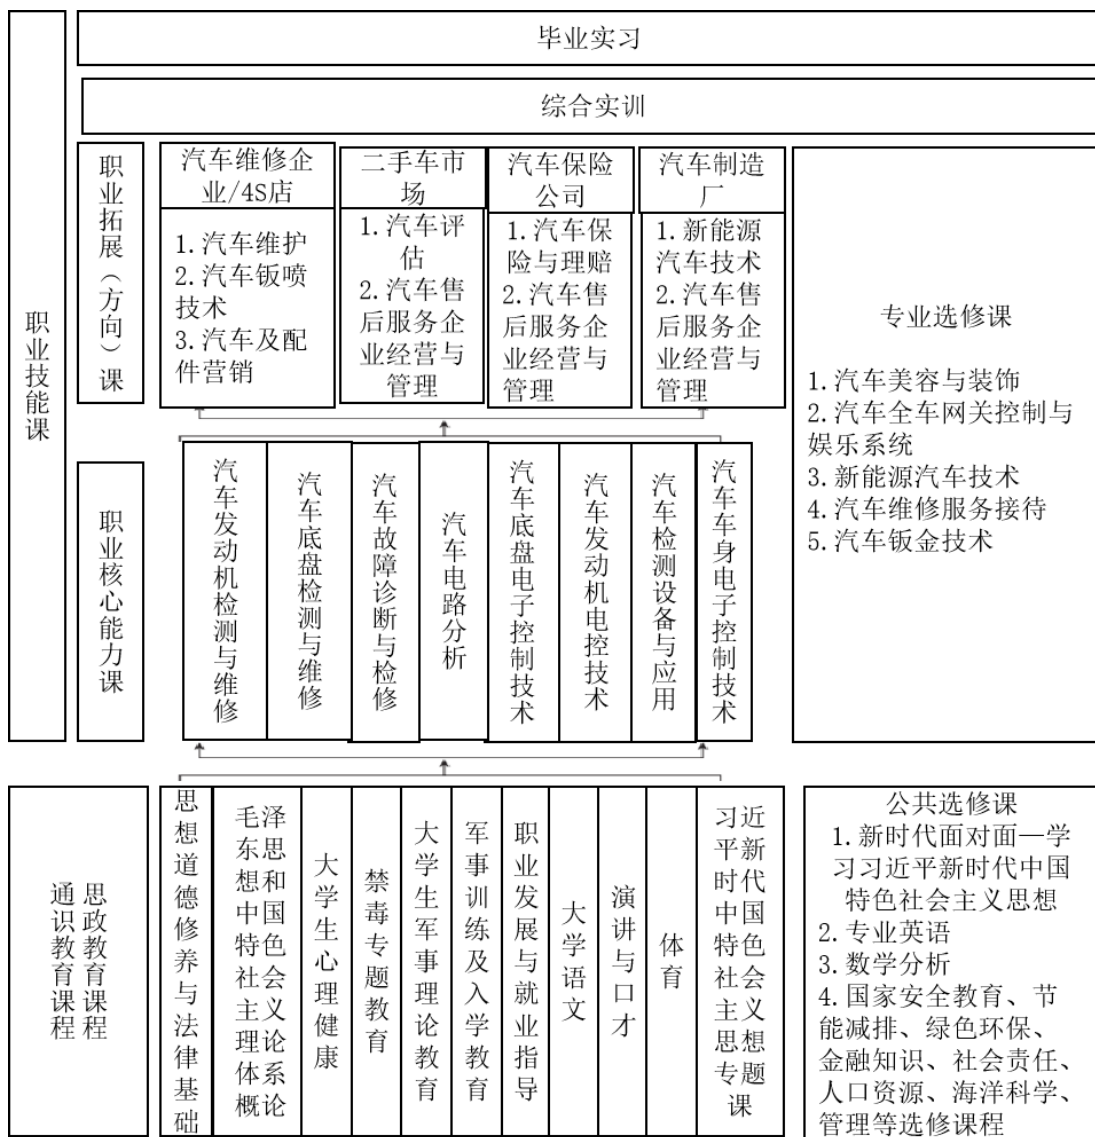 毕业实习
综合实训
职业技能课
职业拓展（方向）课
汽车维修企
业/4S店
1.汽车维护
2.汽车钣喷
技术
3.汽车及配
件营销
二手车市
场
1.汽车评
估
2.汽车售
后服务企
业经营与
管理
汽车保险
公司
1.汽车保
险与理赔
2.汽车售
后服务企
业经营与
管理
汽车制造
厂
1.新能源
汽车技术
2.汽车售
后服务企
业经营与
管理
专业选修课
1.汽车美容与装饰
2.汽车全车网关控制与
娱乐系统
3.新能源汽车技术
4.汽车维修服务接待
5.汽车钣金技术
职业核心能力课
汽车发动机检测与维修
汽车底盘检测与维修
汽车故障诊断与检修
汽车电路分析
汽车底盘电子控制技术
汽车发动机电控技术
汽车检测设备与应用
汽车车身电子控制技术
思政教育课程
通识教育课程
思想道德修养与法律基础
毛泽
东思
想和
中国
特色
社会
主义
理论
体系
概论
大学生心理健康
禁毒专题教育
大学生军事理论教育
军事训练及入学教育
职业发展与就业指导
大学语文
演讲与口才
体育
习近
平新
时代
中国
特色
社会
主义
思想
专题
课
公共选修课
1.新时代面对面—学
习习近平新时代中国
特色社会主义思想
2.专业英语
3.数学分析
4.国家安全教育、节
能减排、绿色环保、
金融知识、社会责任、
人口资源、海洋科学、
管理等选修课程